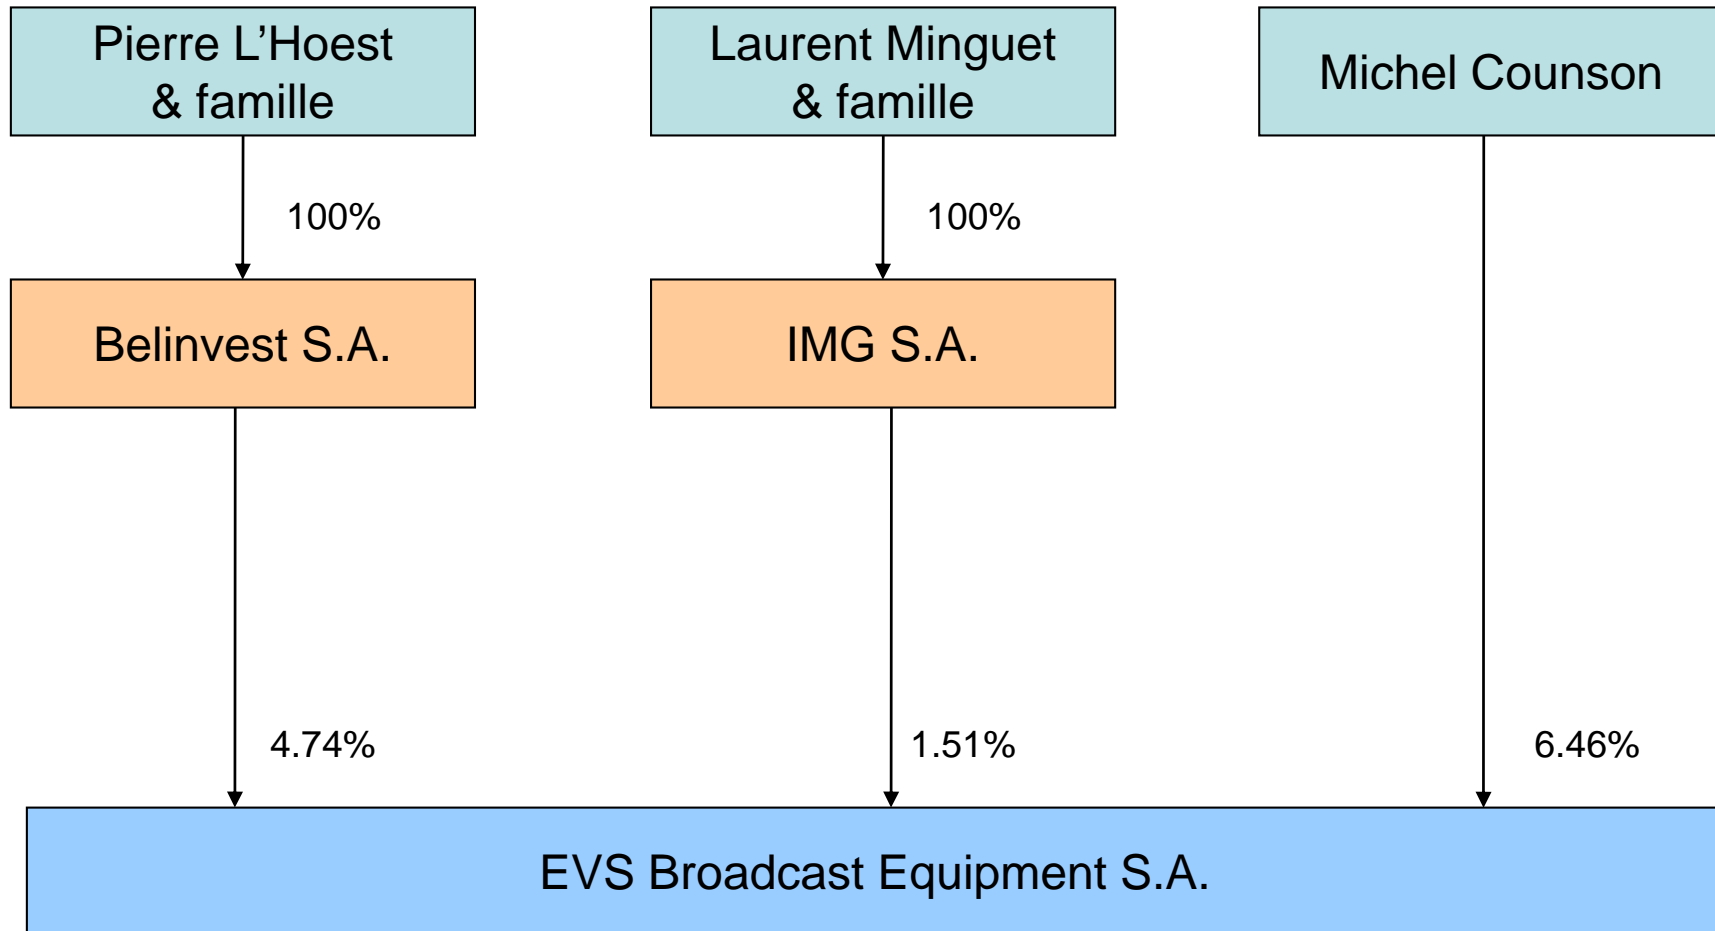 Pierre L’Hoest
& famille
Laurent Minguet
& famille
Michel Counson
100%
100%
Belinvest S.A.
IMG S.A.
4.74%
1.51%
6.46%
EVS Broadcast Equipment S.A.